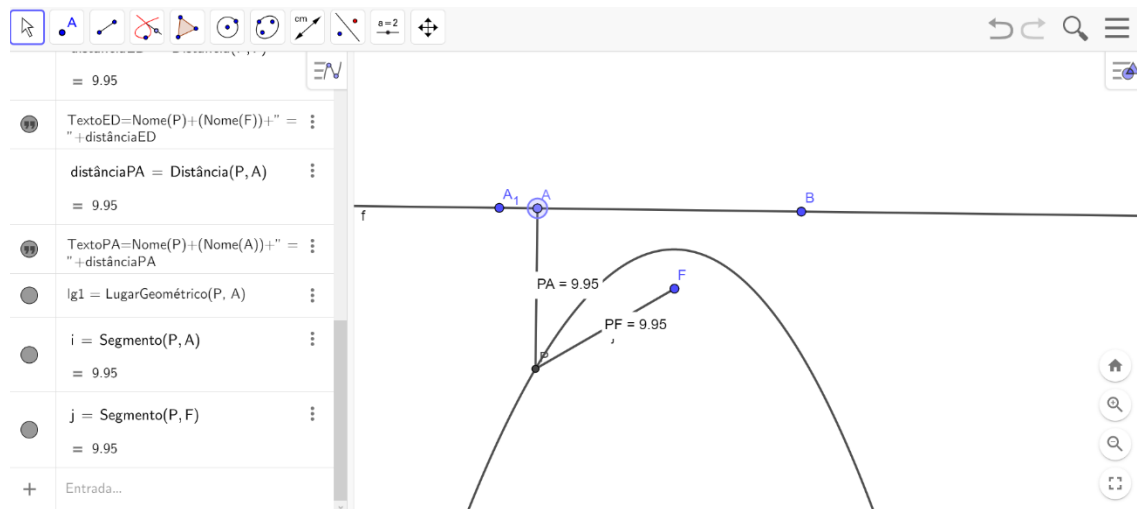 A
cm
a = 2
= 9.95
TextoED=Nome(P)+(Nome(F))+" =
"+distânciaED
distânciaPA = Distância(P, A)
= 9.95
TextoPA=Nome(P)+(Nome(A))+" =
"+distânciaPA
lg1 = LugarGeométrico(P, A)
i = Segmento(P, A)
= 9.95
j = Segmento(P, F)
= 9.95
Entrada...
f
A1
A
B
F
PA = 9.95
PF = 9.95
P